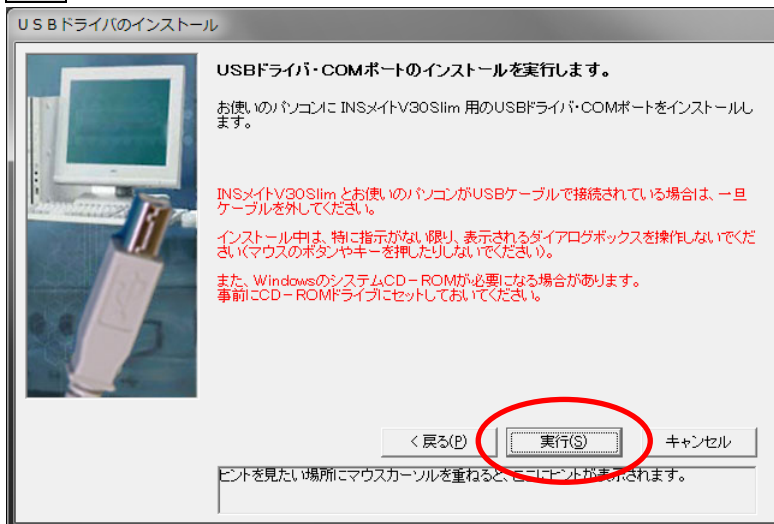 USBドライバのインストール
USBドライバ・COMポートのインストールを実行します。
お使いのパソコンに INSメイトV30Slim 用のUSBドライバ・COMポートをインストールし
ます。
INSメイトV30Slim とお使いのパソコンがUSBケーブルで接続されている場合は、一旦
ケーブルを外してください。
インストール中は、特に指示がない限り、表示されるダイアログボックスを操作しないでくだ
さい(マウスのボタンやキーを押したりしないでください)。
また、WindowsのシステムCD-ROMが必要になる場合があります。
事前にCD-ROMドライブにセットしておいてください。
< 戻る(P) 実行(S) キャンセル
ヒントを見たい場所にマウスカーソルを重ねると、ここにヒントが表示されます。